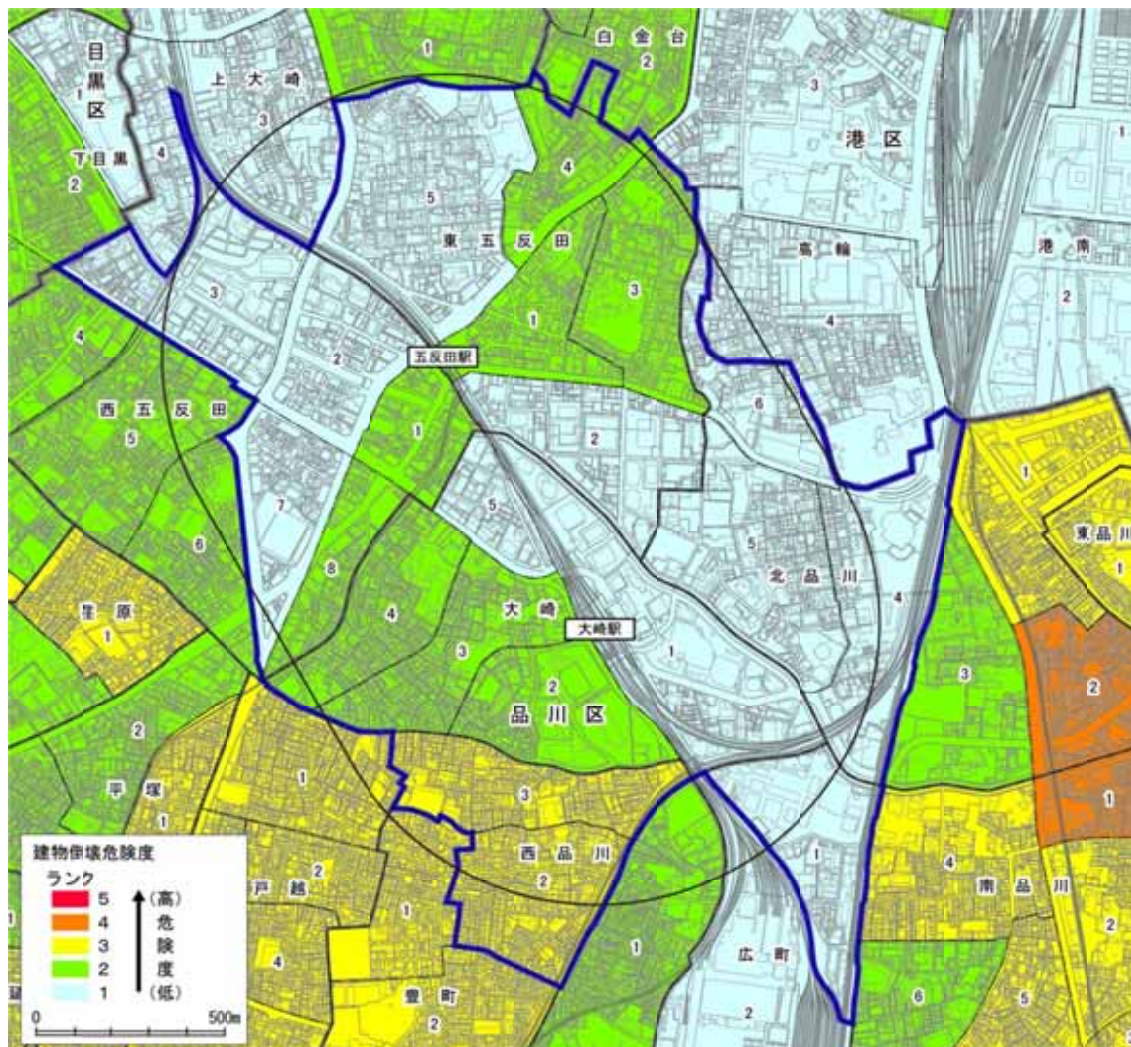 1
白金台
2
目黒区
1
上大崎
3
3
港区
1
下目黒
2
4
4
5
東五反田
高輪
港南
2
3
3
1
4
4
2
五反田駅
西五反田
5
1
6
2
1
7
5
5
東品川
1
6
8
北品川
星原
1
4
大崎
大崎駅
4
3
1
3
2
2
品川区
2
平塚
1
1
3
1
西品川
2
1
4
南品川
戸越
2
1
1
2
4
広町
豊町
2
2
6
5
建物倒壊危険度
ランク
5 (高)
4 危
3 険
2 度
1 (低)
0 500m